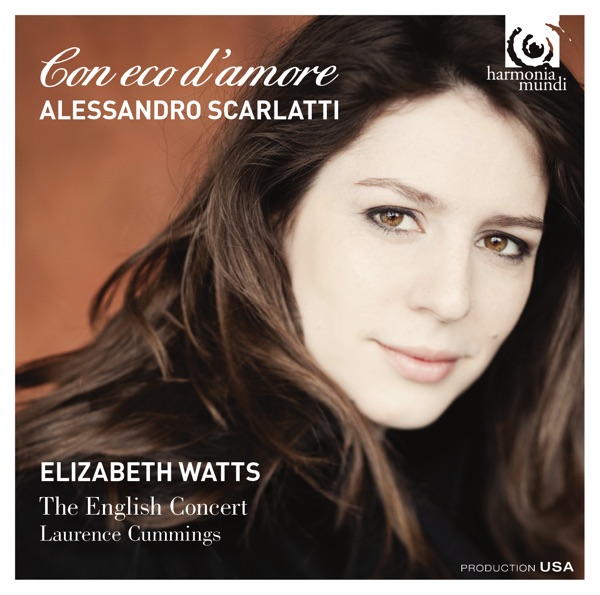 Con eco d'amore
ALESSANDRO SCARLATTI
harmonia
mundi
ELIZABETH WATTS
The English Concert
Laurence Cummings
PRODUCTION USA